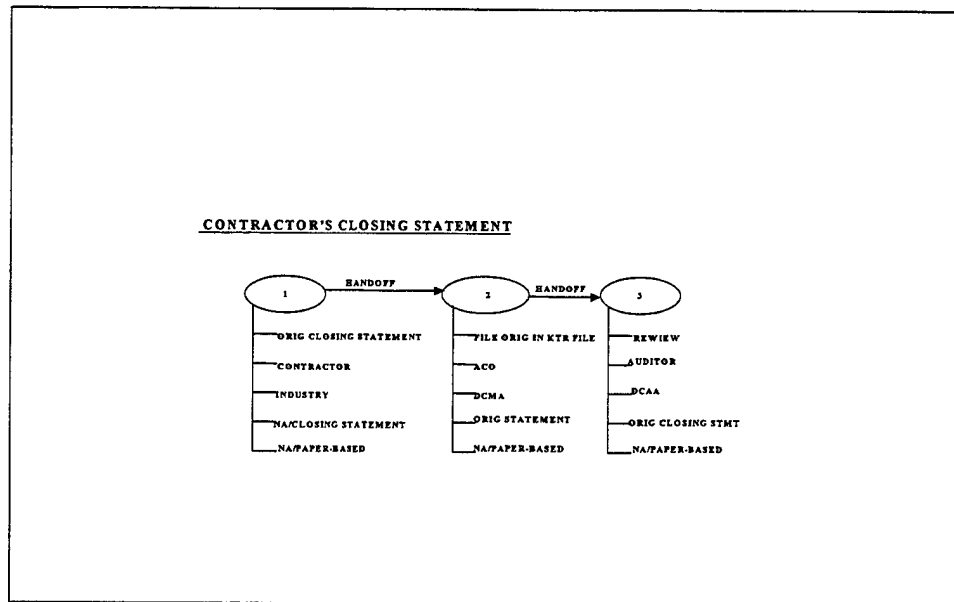 CONTRACTOR'S CLOSING STATEMENT
1
HANDOFF
2
HANDOFF
3
ORIG CLOSING STATEMENT
CONTRACTOR
INDUSTRY
NA/CLOSING STATEMENT
NA/PAPER-BASED
FILE ORIG IN KTR FILE
ACO
DCMA
ORIG STATEMENT
NA/PAPER-BASED
REWIEW
AUDITOR
DCAA
ORIG CLOSING STMT
NA/PAPER-BASED